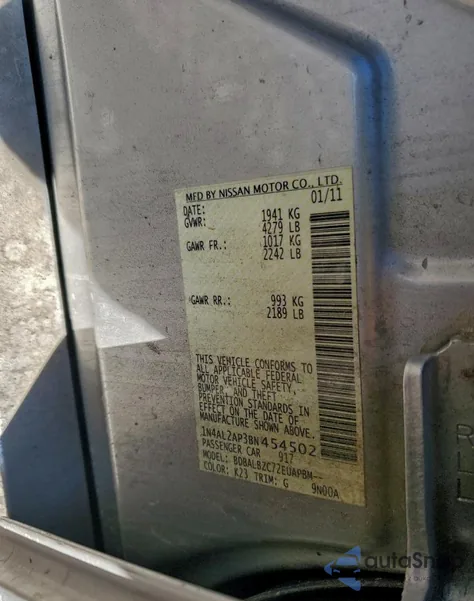 MFD BY NISSAN MOTOR CO., LTD.
DATE: 01/11
GVWR: 1941 KG
4279 LB
GAWR FR.: 1017 KG
2242 LB
GAWR RR.: 993 KG
2189 LB
THIS VEHICLE CONFORMS TO
ALL APPLICABLE FEDERAL
MOTOR VEHICLE SAFETY,
BUMPER, AND THEFT
PREVENTION STANDARDS IN
EFFECT ON THE DATE OF
MANUFACTURE SHOWN ABOVE.
1N4AL2AP3BN454502
PASSENGER CAR 917
MODEL: BDBALBZC7ZEUAPBM--
COLOR: K23 TRIM: G 9N00A
autaSnap